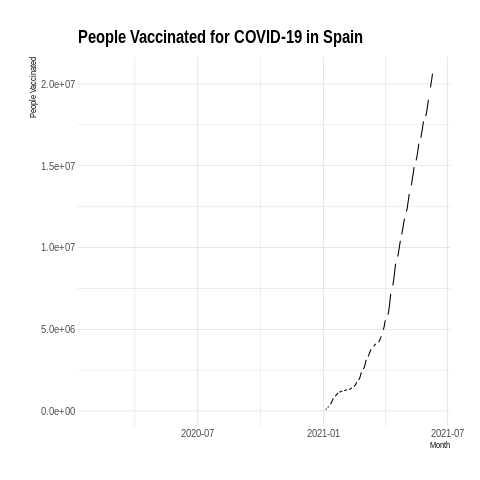 People Vaccinated for COVID-19 in Spain
People Vaccinated
2.0e+07
1.5e+07
1.0e+07
5.0e+06
0.0e+00
2020-07
2021-01
2021-07
Month